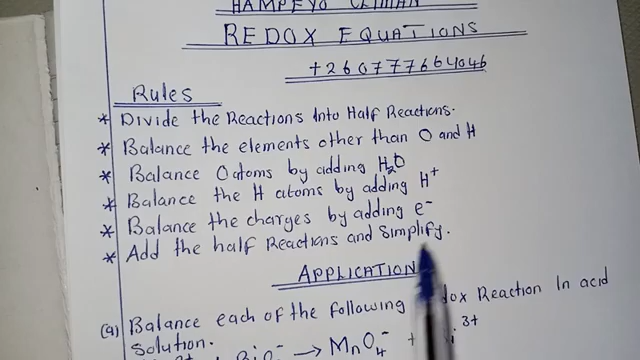 HAMPEYO
REDOX EQUATIONS
+260777664046
Rules
* Divide the Reactions Into Half Reactions.
* Balance the elements other than O and H
* Balance O atoms by adding H₂O
* Balance the H atoms by adding H⁺
* Balance the charges by adding e⁻
* Add the half Reactions and Simplify.
APPLICATION
(a) Balance each of the following Reaction In acid
solution.
→ MnO₄⁻ + 3+